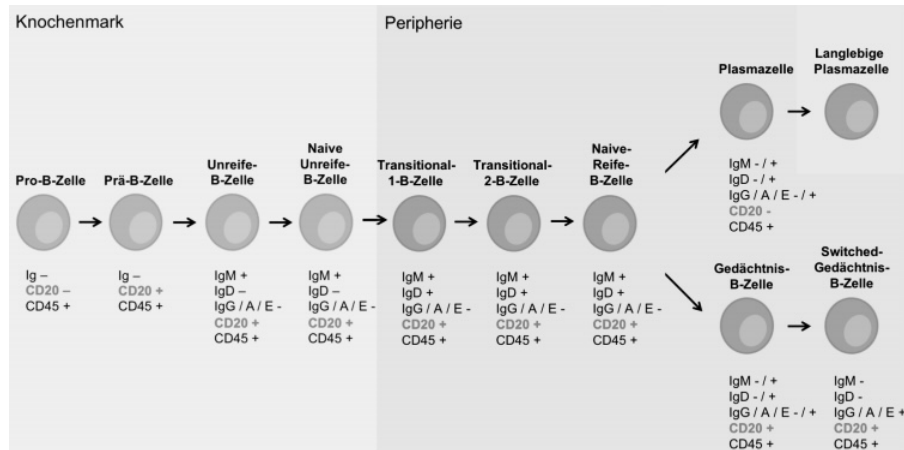 Knochenmark
Peripherie
Pro-B-Zelle
Ig –
CD20 –
CD45 +
Prä-B-Zelle
Ig –
CD20 +
CD45 +
Unreife-
B-Zelle
IgM +
IgD –
IgG / A / E -
CD20 +
CD45 +
Naive
Unreife-
B-Zelle
IgM +
IgD –
IgG / A / E -
CD20 +
CD45 +
Transitional-
1-B-Zelle
IgM +
IgD +
IgG / A / E -
CD20 +
CD45 +
Transitional-
2-B-Zelle
IgM +
IgD +
IgG / A / E -
CD20 +
CD45 +
Naive-
Reife-
B-Zelle
IgM +
IgD +
IgG / A / E -
CD20 +
CD45 +
Plasmazelle
IgM - / +
IgD - / +
IgG / A / E - / +
CD20 -
CD45 +
Langlebige
Plasmazelle
Gedächtnis-
B-Zelle
IgM - / +
IgD - / +
IgG / A / E - / +
CD20 +
CD45 +
Switched-
Gedächtnis-
B-Zelle
IgM -
IgD -
IgG / A / E +
CD20 +
CD45 +